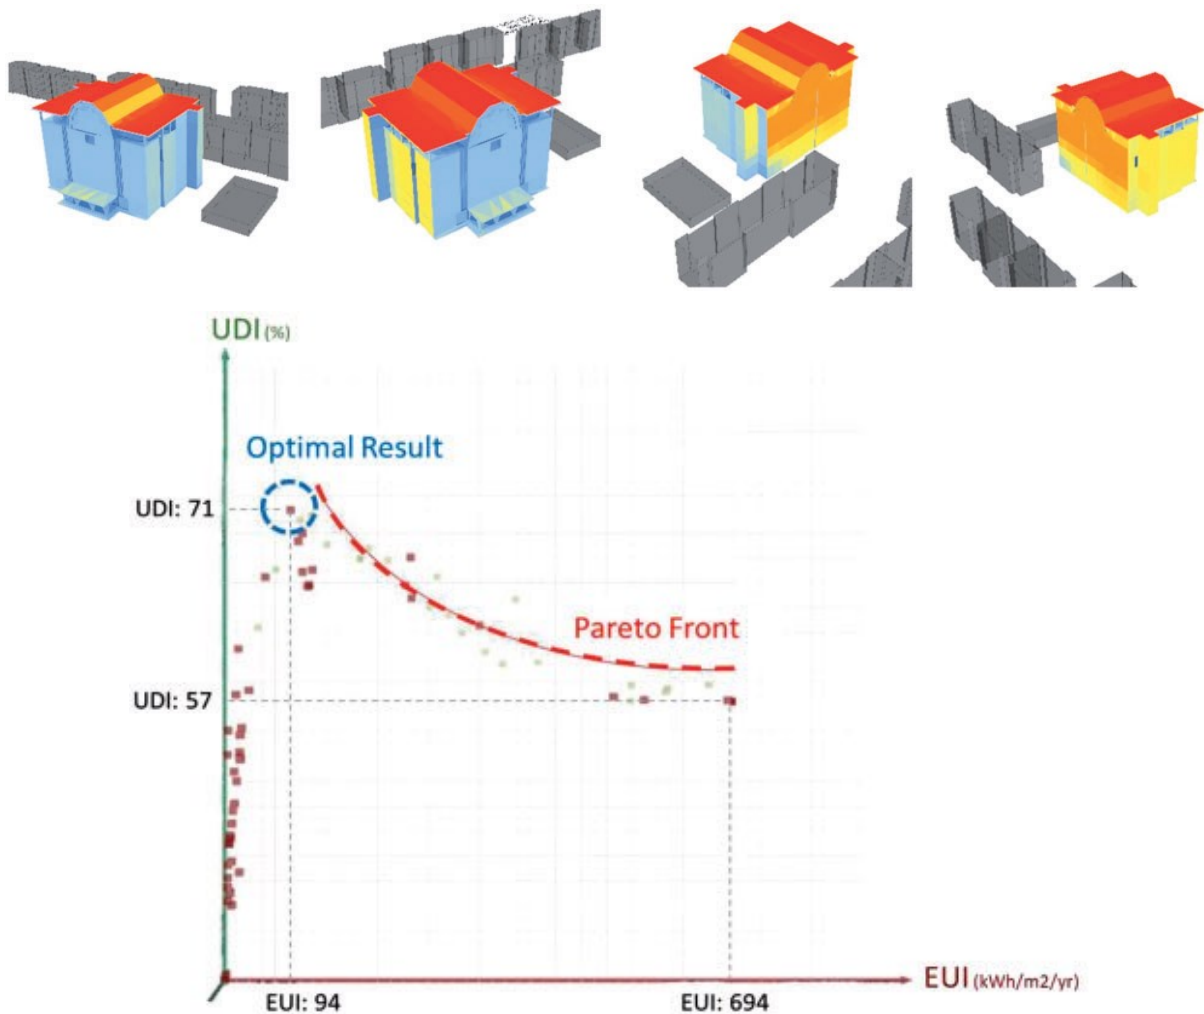 UDI (%)
Optimal Result
UDI: 71
Pareto Front
UDI: 57
EUI (kWh/m2/yr)
EUI: 94
EUI: 694